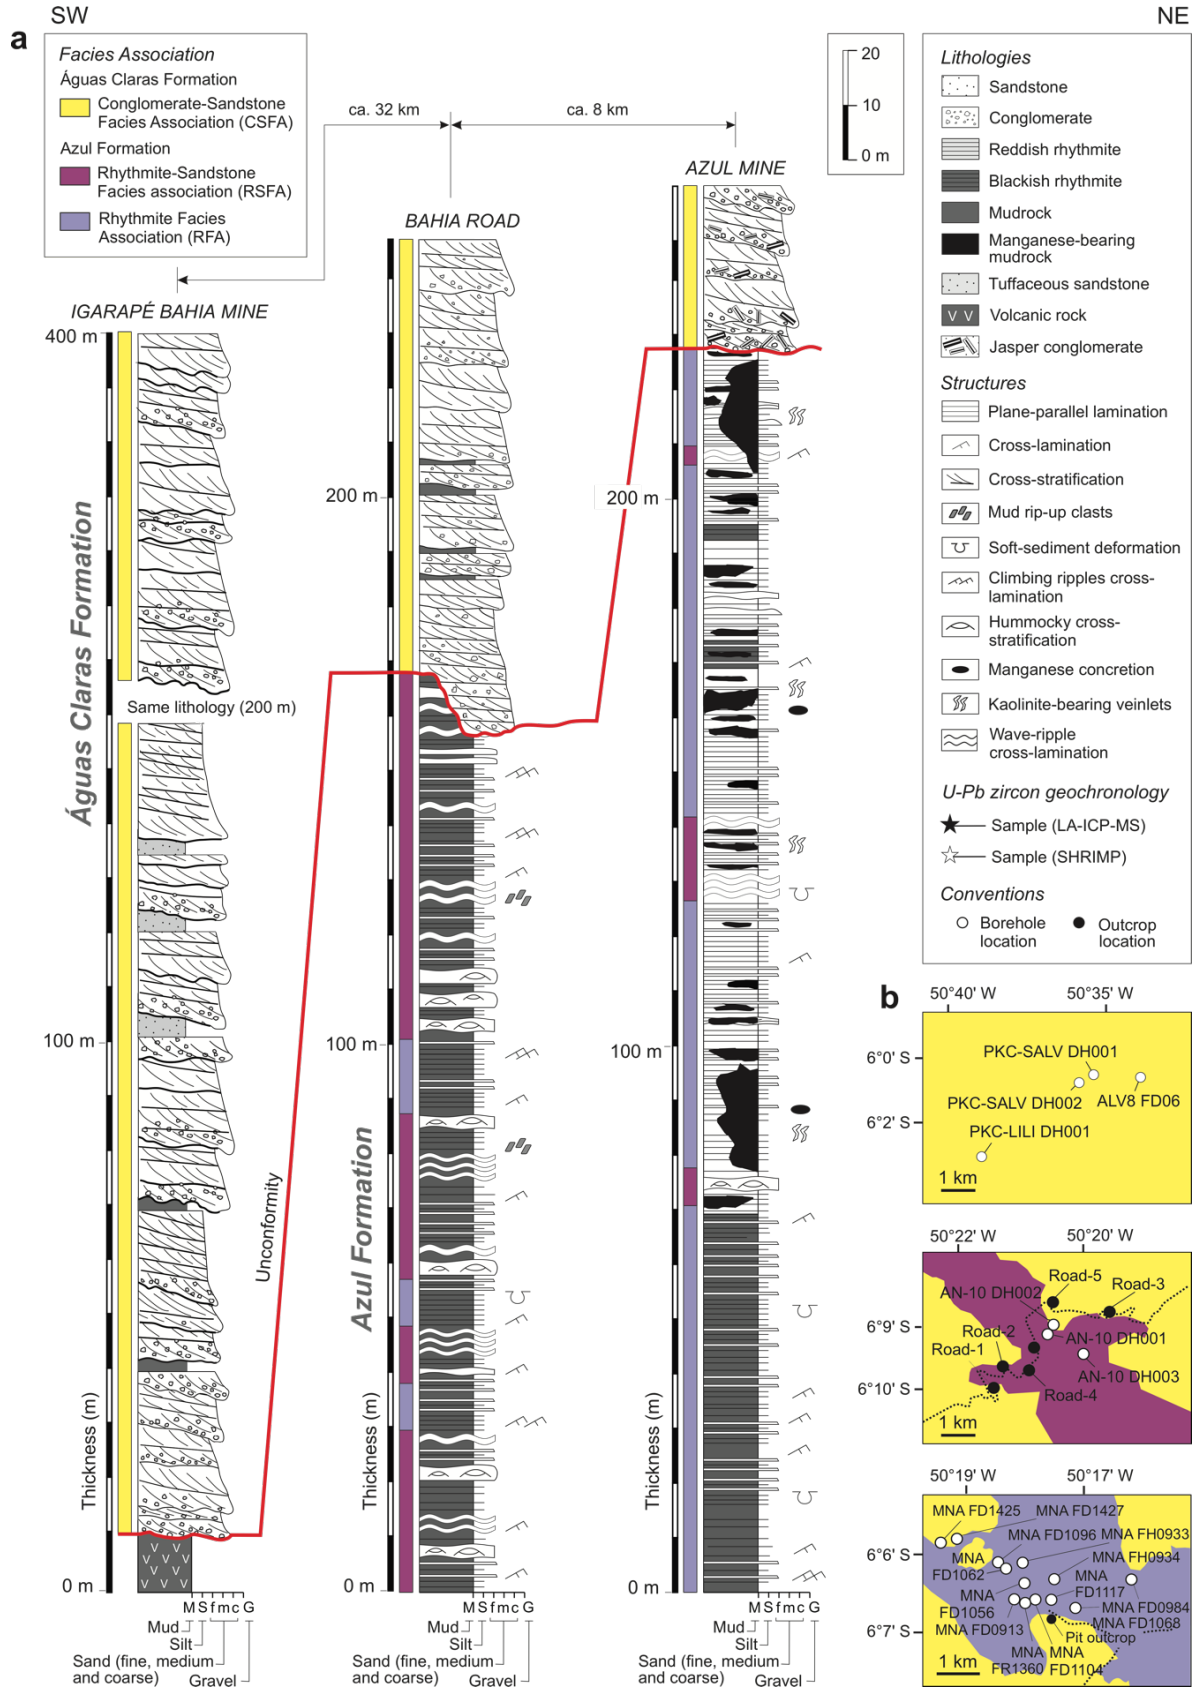 SW
NE
a
Facies Association
Águas Claras Formation
Conglomerate-Sandstone
Facies Association (CSFA)
Azul Formation
Rhythmite-Sandstone
Facies association (RSFA)
Rhythmite Facies
Association (RFA)
ca. 32 km
ca. 8 km
20
10
0 m
IGARAPÉ BAHIA MINE
BAHIA ROAD
AZUL MINE
400 m
Same lithology (200 m)
100 m
0 m
Águas Claras Formation
Thickness (m)
Unconformity
200 m
100 m
0 m
Azul Formation
Thickness (m)
200 m
100 m
0 m
Thickness (m)
M S f m c G
Mud
Silt
Sand (fine, medium
and coarse)
Gravel
M S f m c G
Mud
Silt
Sand (fine, medium
and coarse)
Gravel
M S f m c G
Mud
Silt
Sand (fine, medium
and coarse)
Gravel
Lithologies
Sandstone
Conglomerate
Reddish rhythmite
Blackish rhythmite
Mudrock
Manganese-bearing
mudrock
Tuffaceous sandstone
Volcanic rock
Jasper conglomerate
Structures
Plane-parallel lamination
Cross-lamination
Cross-stratification
Mud rip-up clasts
Soft-sediment deformation
Climbing ripples cross-
lamination
Hummocky cross-
stratification
Manganese concretion
Kaolinite-bearing veinlets
Wave-ripple
cross-lamination
U-Pb zircon geochronology
Sample (LA-ICP-MS)
Sample (SHRIMP)
Conventions
Borehole
location
Outcrop
location
b
50°40' W
50°35' W
6°0' S
6°2' S
PKC-SALV DH001
PKC-SALV DH002
ALV8 FD06
PKC-LILI DH001
1 km
50°22' W
50°20' W
6°9' S
6°10' S
Road-5
AN-10 DH002
Road-3
Road-2
AN-10 DH001
Road-1
AN-10 DH003
Road-4
1 km
50°19' W
50°17' W
6°6' S
6°7' S
MNA FD1425
MNA FD1427
MNA FD1096
MNA FH0933
MNA
FD1062
MNA FH0934
MNA
FD1056
MNA
FD1117
MNA FD0984
MNA FD0913
MNA FD1068
Pit outcrop
MNA
FR1360
MNA
FD1104
1 km